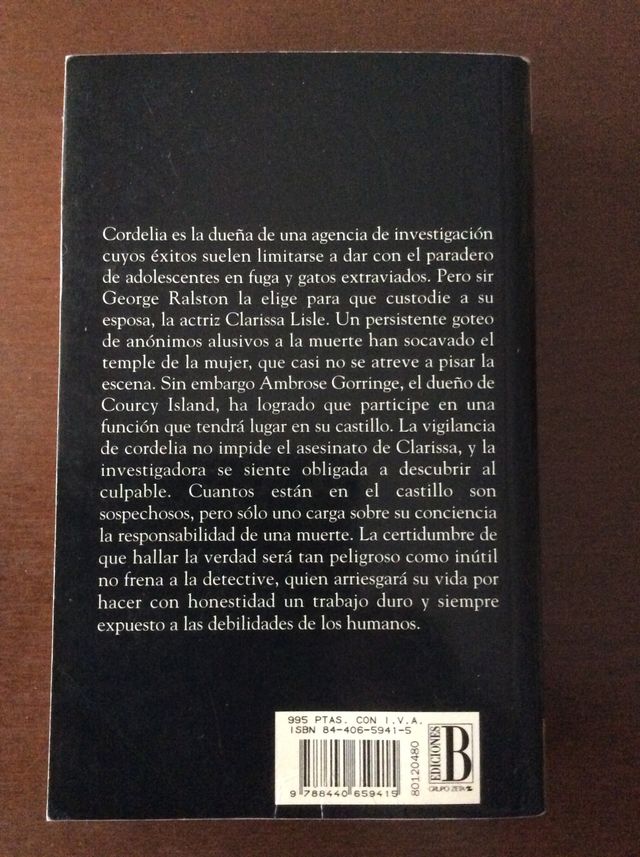 Cordelia es la dueña de una agencia de investigación
cuyos éxitos suelen limitarse a dar con el paradero
de adolescentes en fuga y gatos extraviados. Pero sir
George Ralston la elige para que custodie a su
esposa, la actriz Clarissa Lisle. Un persistente goteo
de anónimos alusivos a la muerte han socavado el
temple de la mujer, que casi no se atreve a pisar la
escena. Sin embargo Ambrose Gorringe, el dueño de
Courcy Island, ha logrado que participe en una
función que tendrá lugar en su castillo. La vigilancia
de cordelia no impide el asesinato de Clarissa, y la
investigadora se siente obligada a descubrir al
culpable. Cuantos están en el castillo son
sospechosos, pero sólo uno carga sobre su conciencia
la responsabilidad de una muerte. La certidumbre de
que hallar la verdad será tan peligroso como inútil
no frena a la detective, quien arriesgará su vida por
hacer con honestidad un trabajo duro y siempre
expuesto a las debilidades de los humanos.
995 PTAS. CON I.V.A.
ISBN 84-406-5941-5
9 788440 659415
80120480
EDICIONES
B
GRUPO ZETA